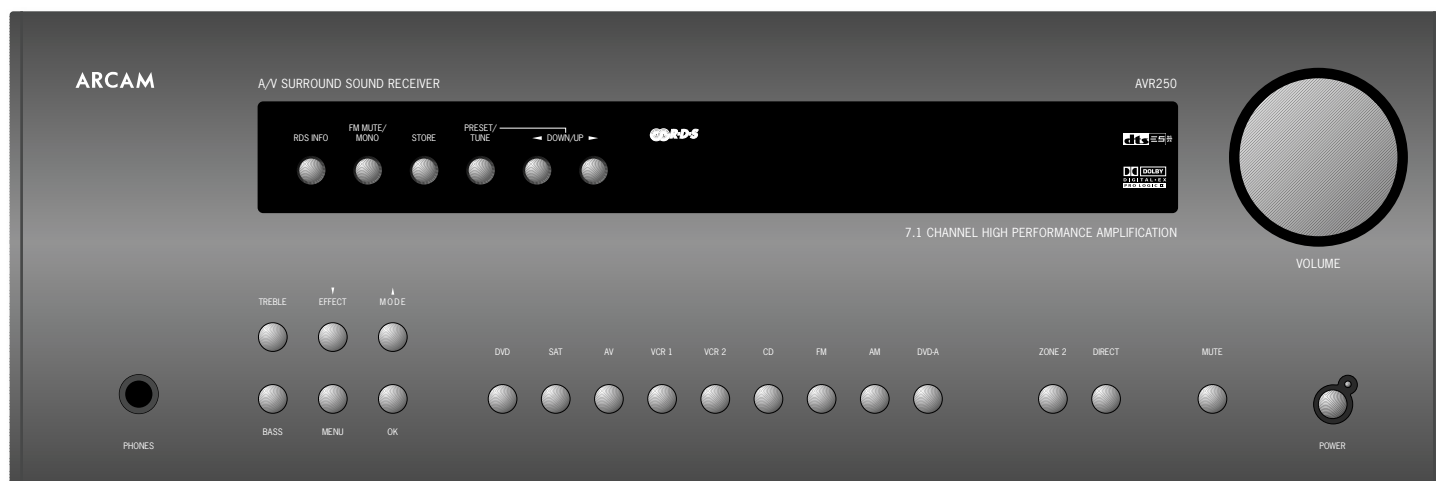 ARCAM
A/V SURROUND SOUND RECEIVER
AVR250
RDS INFO
FM MUTE/
MONO
STORE
PRESET/
TUNE
DOWN/UP
R·D·S
dts ES
DOLBY
DIGITAL·EX
PRO LOGIC II
7.1 CHANNEL HIGH PERFORMANCE AMPLIFICATION
VOLUME
TREBLE
EFFECT
MODE
DVD
SAT
AV
VCR 1
VCR 2
CD
FM
AM
DVD-A
ZONE 2
DIRECT
MUTE
BASS
MENU
OK
PHONES
POWER